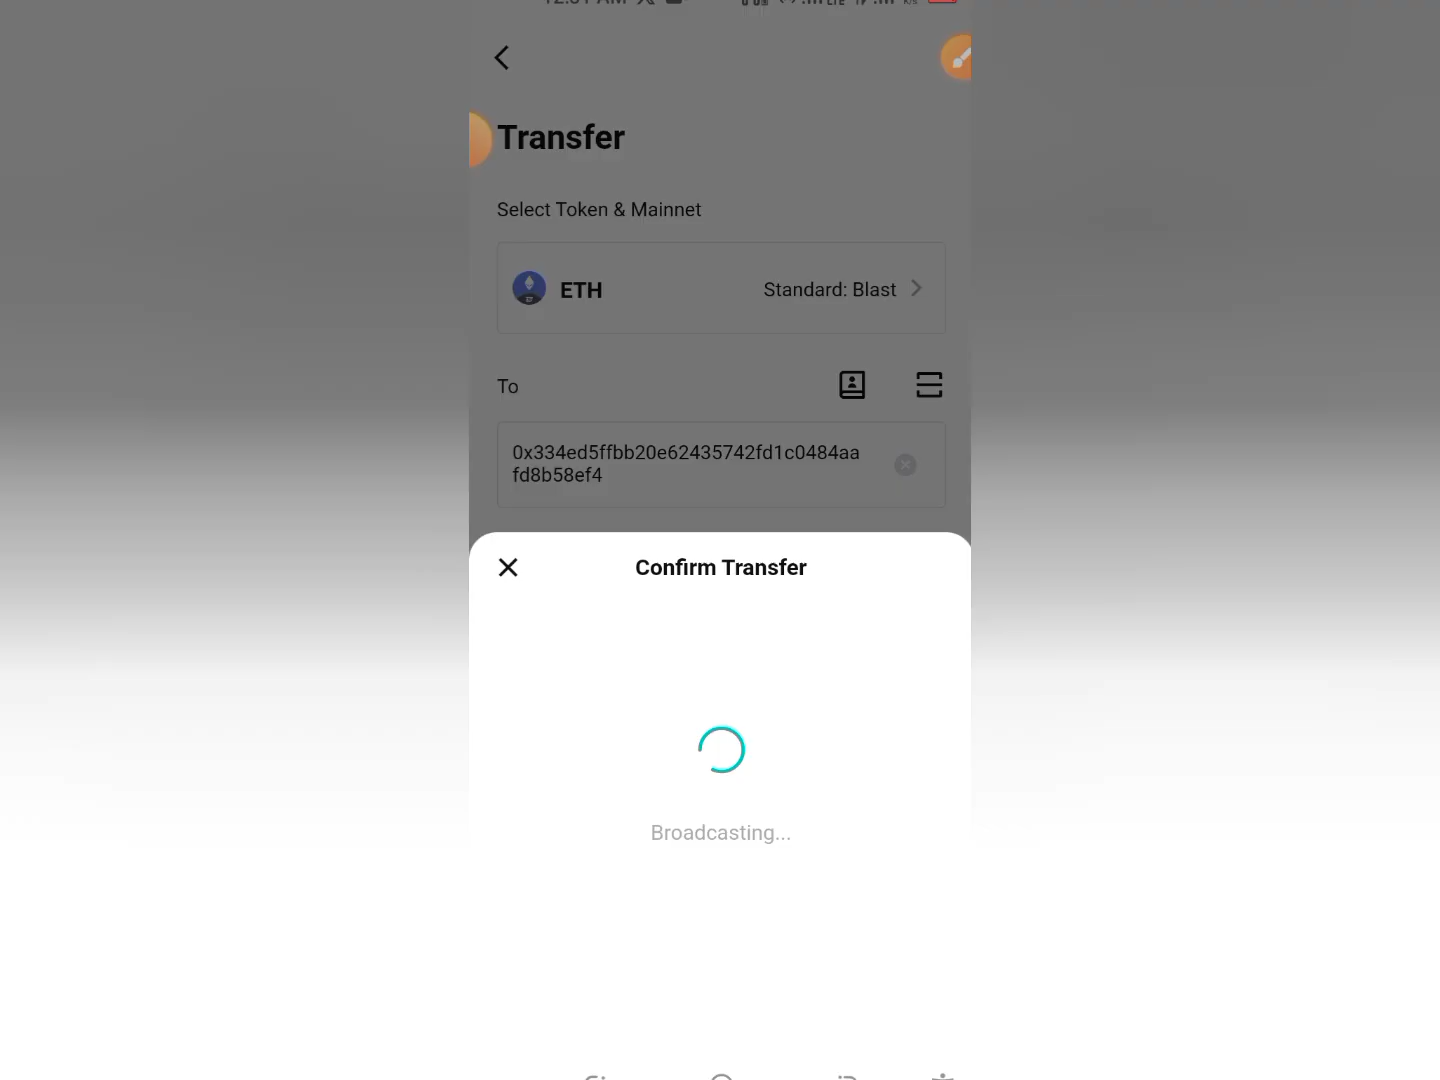 Transfer
Select Token & Mainnet
ETH
Standard: Blast
To
0x334ed5ffbb20e62435742fd1c0484aa
fd8b58ef4
Confirm Transfer
Broadcasting...